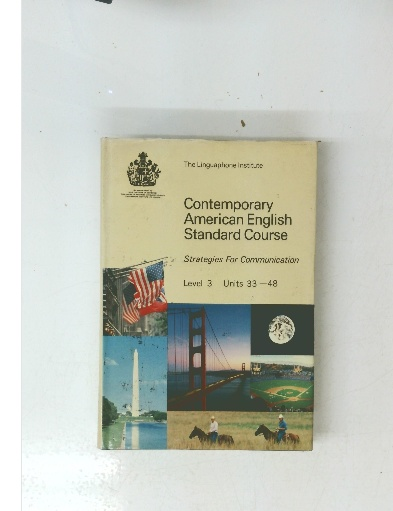 The Linguaphone Institute
Contemporary
American English
Standard Course
Strategies For Communication
Level 3 Units 33—48